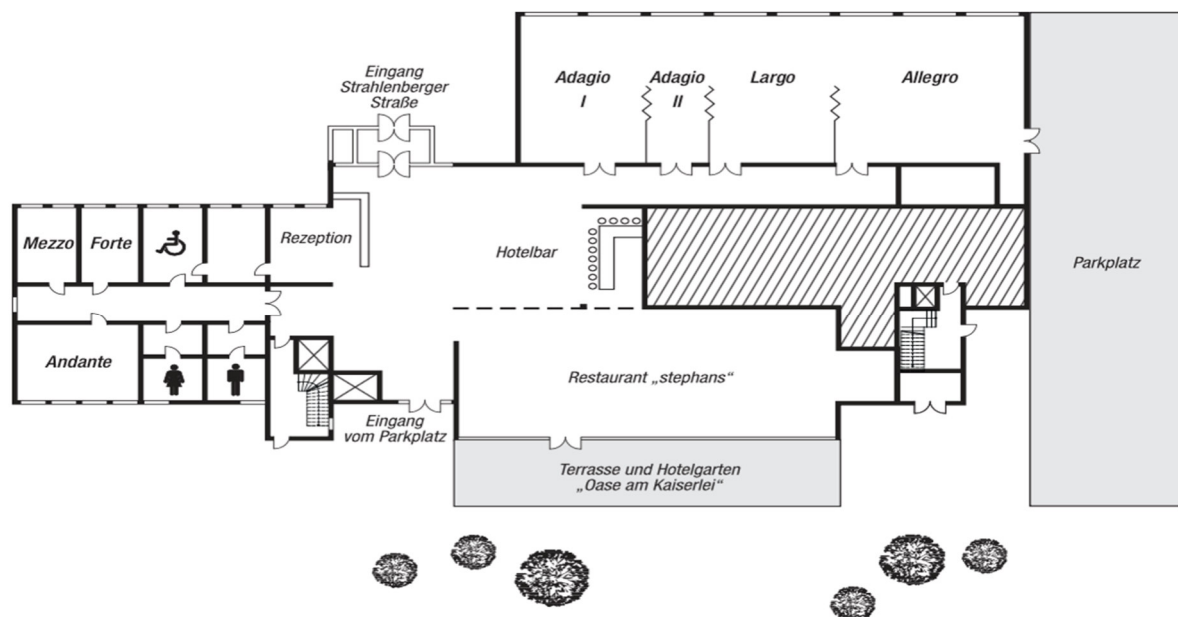 Eingang
Strahlenberger
Straße
Adagio
I
Adagio
II
Largo
Allegro
Mezzo
Forte
Rezeption
Hotelbar
Parkplatz
Andante
Restaurant „stephans“
Eingang
vom Parkplatz
Terrasse und Hotelgarten
„Oase am Kaiserlei“